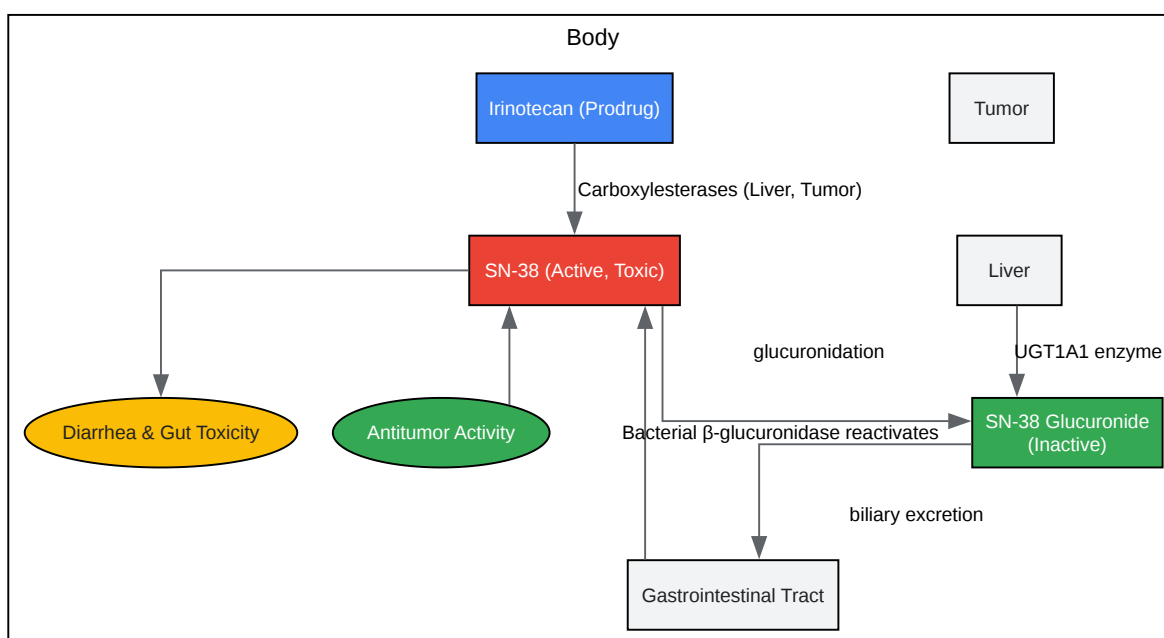 Body
Irinotecan (Prodrug)
Tumor
Carboxylesterases (Liver, Tumor)
SN-38 (Active, Toxic)
Liver
glucuronidation
UGT1A1 enzyme
Diarrhea & Gut Toxicity
Antitumor Activity
Bacterial β-glucuronidase reactivates
SN-38 Glucuronide
(Inactive)
biliary excretion
Gastrointestinal Tract